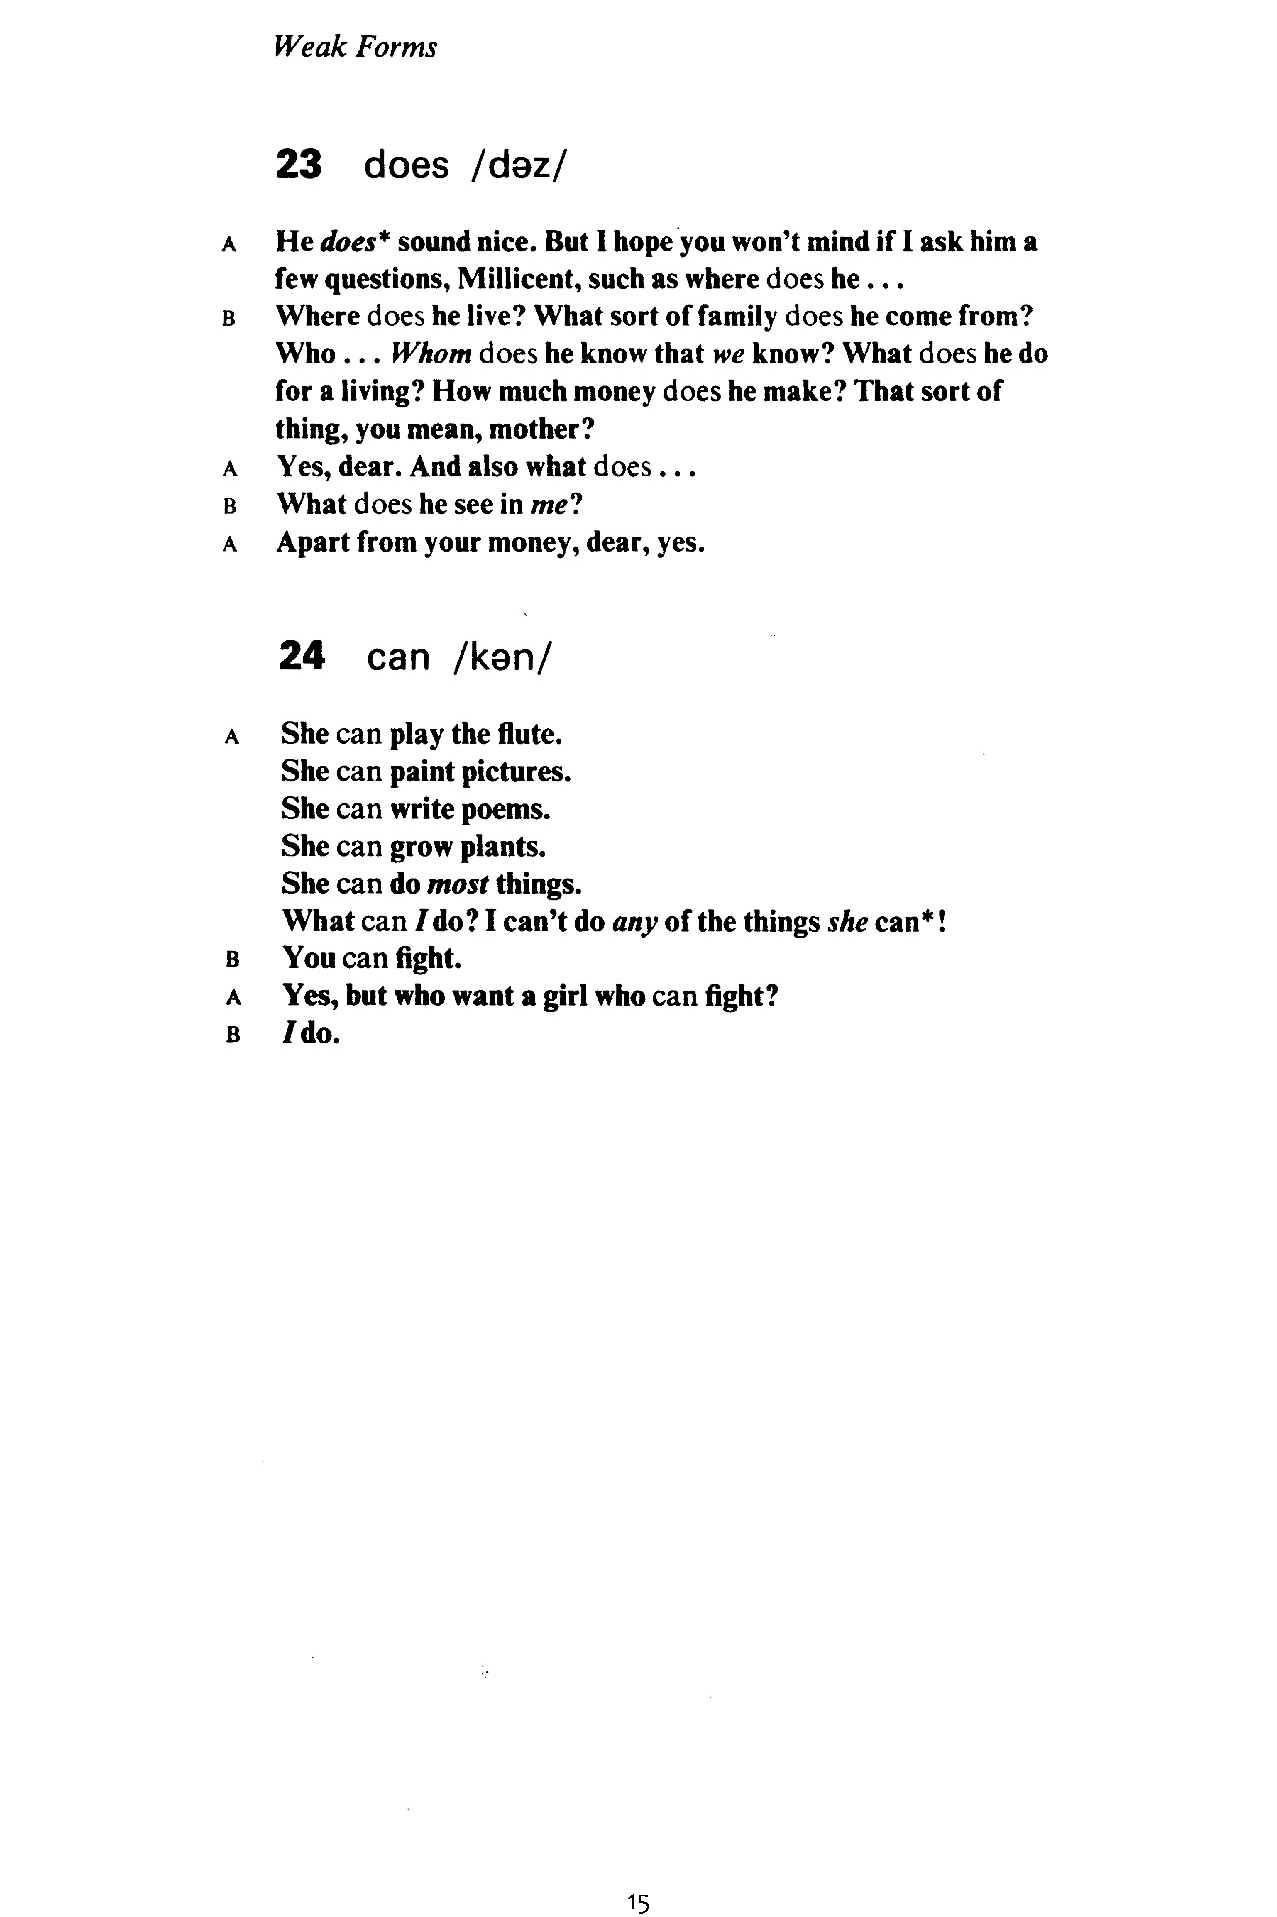 Weak Forms
23 does /dəz/
A He does* sound nice. But I hope you won't mind if I ask him a
few questions, Millicent, such as where does he . . .
B Where does he live? What sort of family does he come from?
Who . . . Whom does he know that we know? What does he do
for a living? How much money does he make? That sort of
thing, you mean, mother?
A Yes, dear. And also what does . . .
B What does he see in me?
A Apart from your money, dear, yes.
24 can /kən/
A She can play the flute.
She can paint pictures.
She can write poems.
She can grow plants.
She can do most things.
What can I do? I can't do any of the things she can*!
B You can fight.
A Yes, but who want a girl who can fight?
B I do.
15